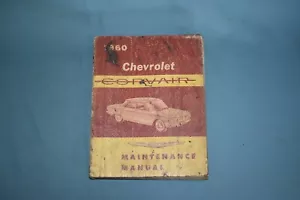 1960
Chevrolet
CORVAIR
MAINTENANCE
MANUAL